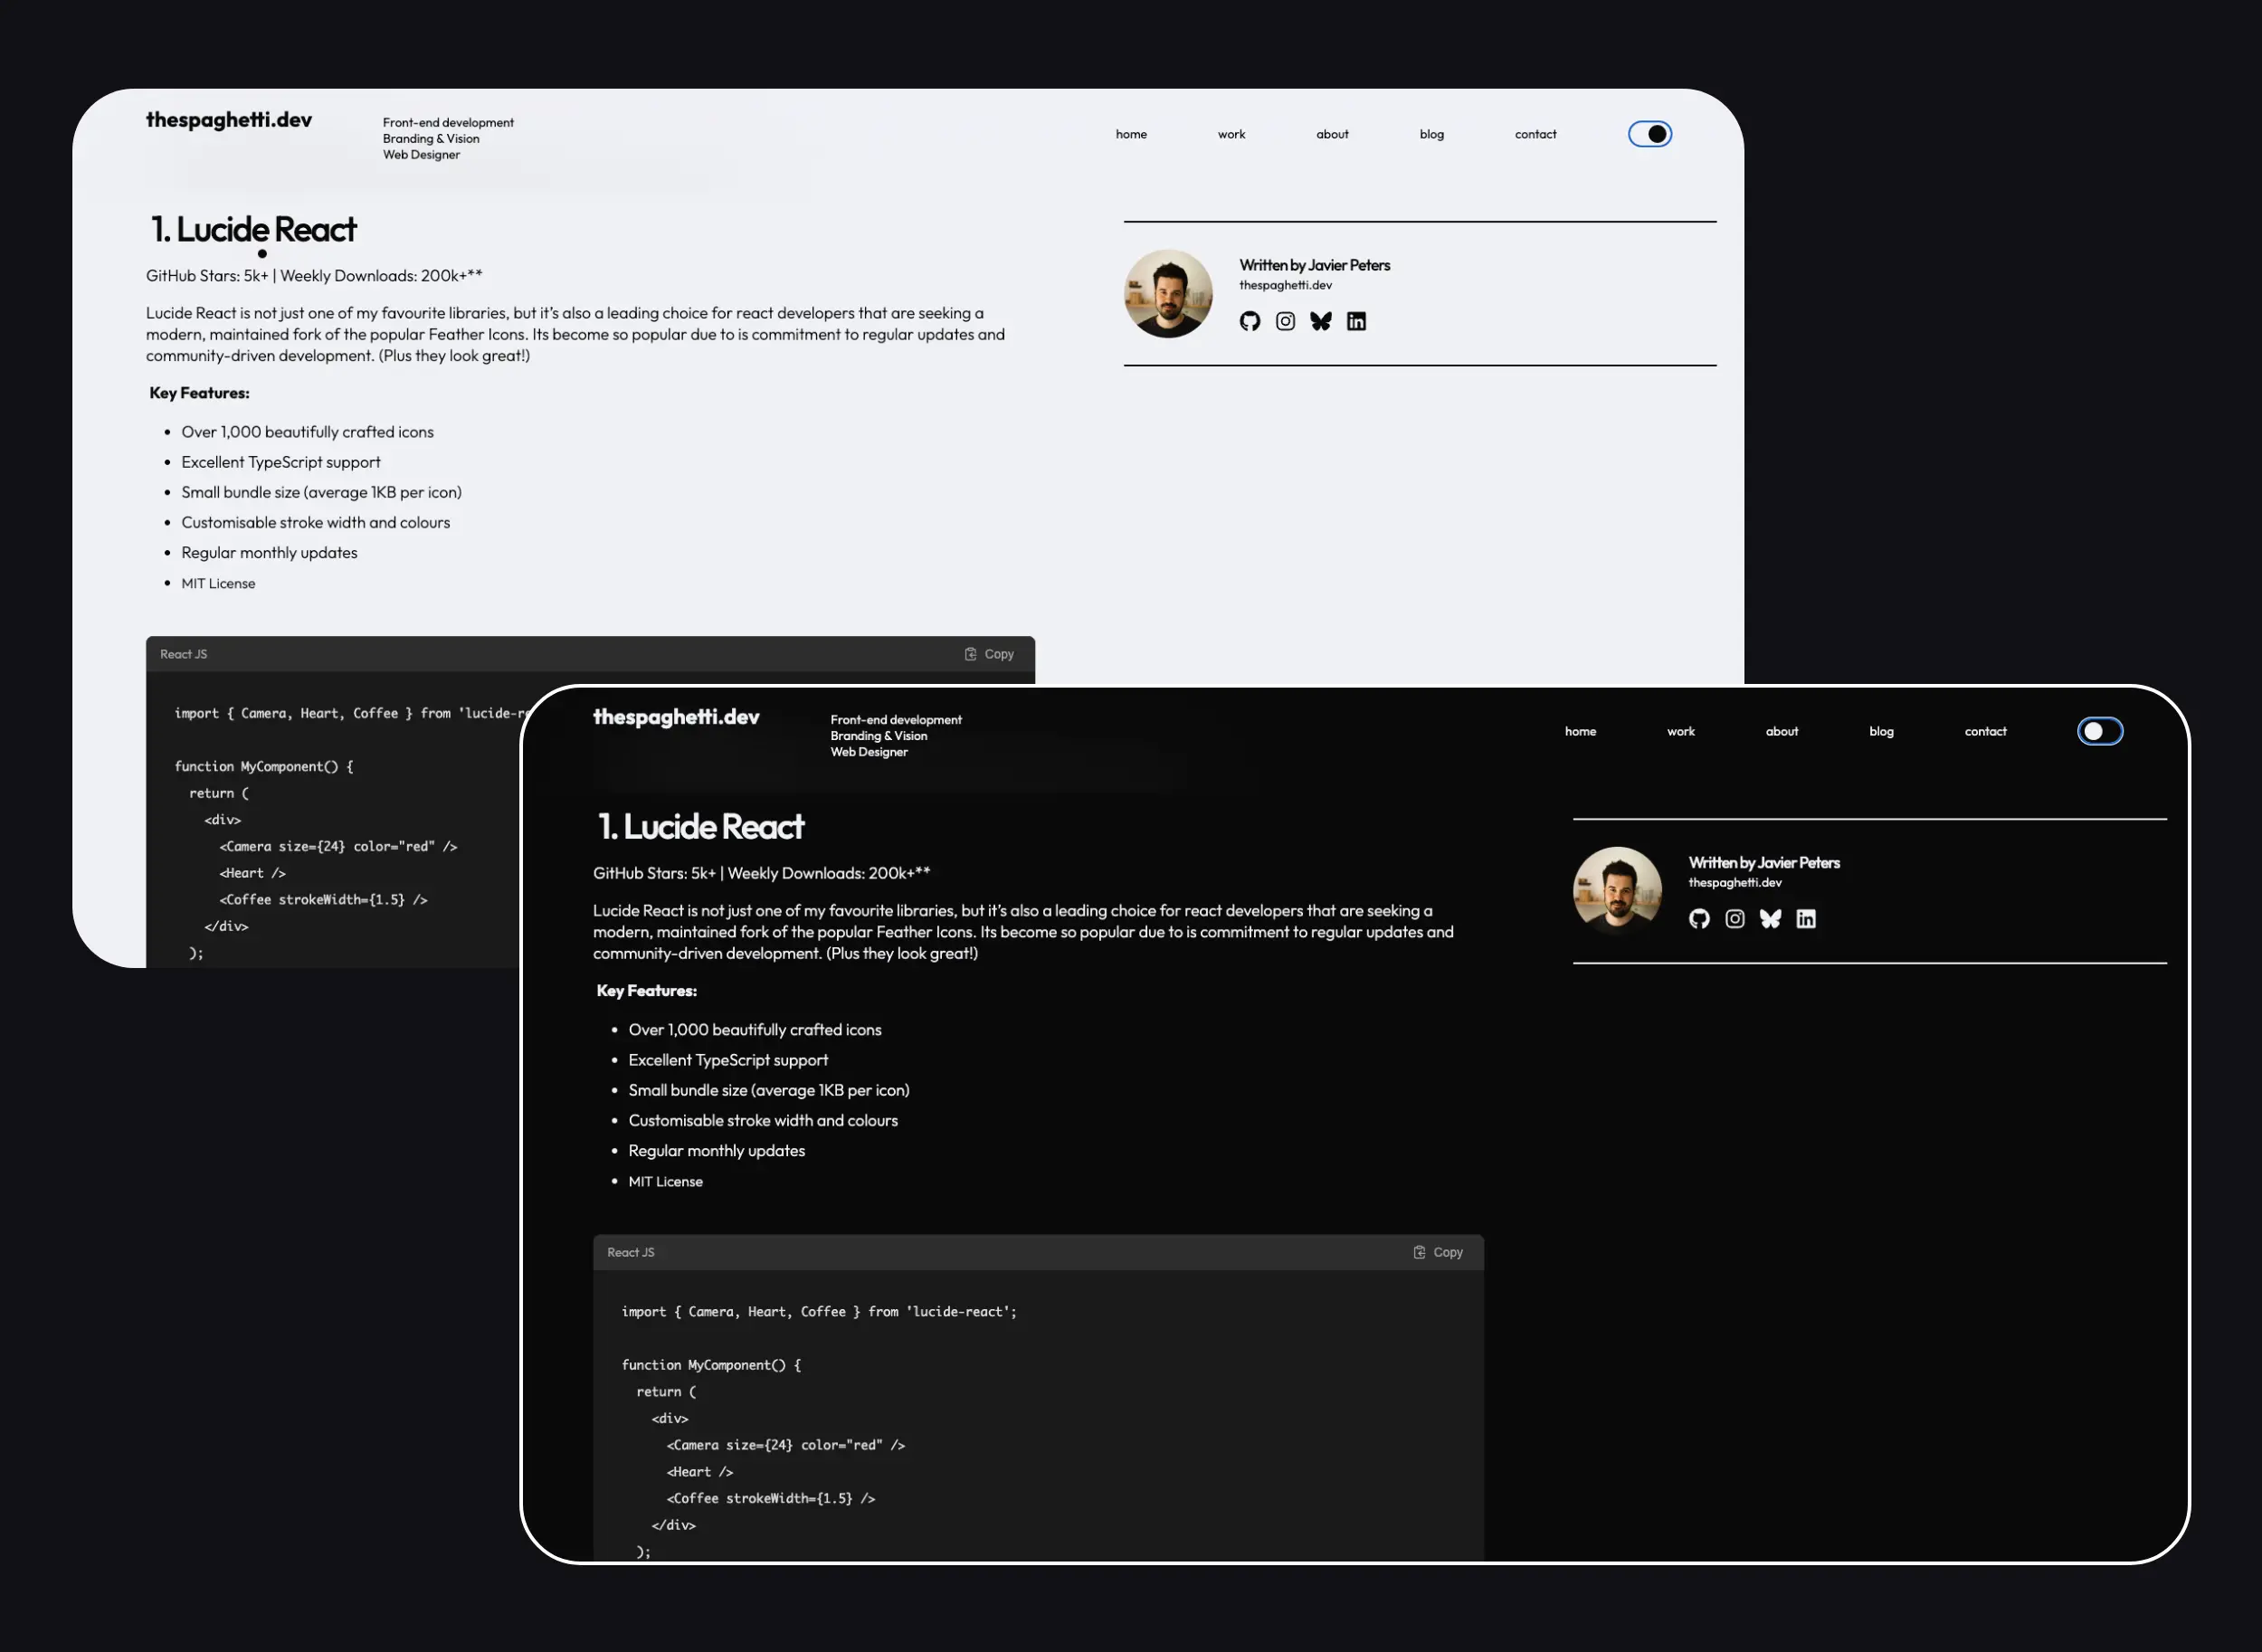 thespaghetti.dev
Front-end development
Branding & Vision
Web Designer
home work about blog contact
1. Lucide React
GitHub Stars: 5k+ | Weekly Downloads: 200k+**
Lucide React is not just one of my favourite libraries, but it’s also a leading choice for react developers that are seeking a
modern, maintained fork of the popular Feather Icons. Its become so popular due to is commitment to regular updates and
community-driven development. (Plus they look great!)
Key Features:
• Over 1,000 beautifully crafted icons
• Excellent TypeScript support
• Small bundle size (average 1KB per icon)
• Customisable stroke width and colours
• Regular monthly updates
• MIT License
Written by Javier Peters
thespaghetti.dev
React JS
Copy
import { Camera, Heart, Coffee } from 'lucide-re
function MyComponent() {
return (
<div>
<Camera size={24} color="red" />
<Heart />
<Coffee strokeWidth={1.5} />
</div>
);
thespaghetti.dev
Front-end development
Branding & Vision
Web Designer
home work about blog contact
1. Lucide React
GitHub Stars: 5k+ | Weekly Downloads: 200k+**
Lucide React is not just one of my favourite libraries, but it’s also a leading choice for react developers that are seeking a
modern, maintained fork of the popular Feather Icons. Its become so popular due to is commitment to regular updates and
community-driven development. (Plus they look great!)
Key Features:
• Over 1,000 beautifully crafted icons
• Excellent TypeScript support
• Small bundle size (average 1KB per icon)
• Customisable stroke width and colours
• Regular monthly updates
• MIT License
Written by Javier Peters
thespaghetti.dev
React JS
Copy
import { Camera, Heart, Coffee } from 'lucide-react';
function MyComponent() {
return (
<div>
<Camera size={24} color="red" />
<Heart />
<Coffee strokeWidth={1.5} />
</div>
);